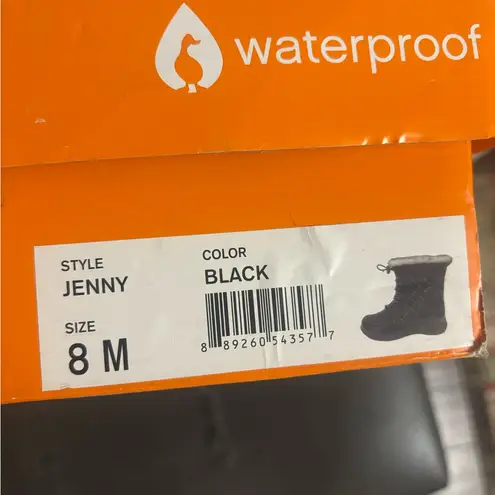 waterproof
STYLE
JENNY
COLOR
BLACK
SIZE
8 M
8 89260 54357 7